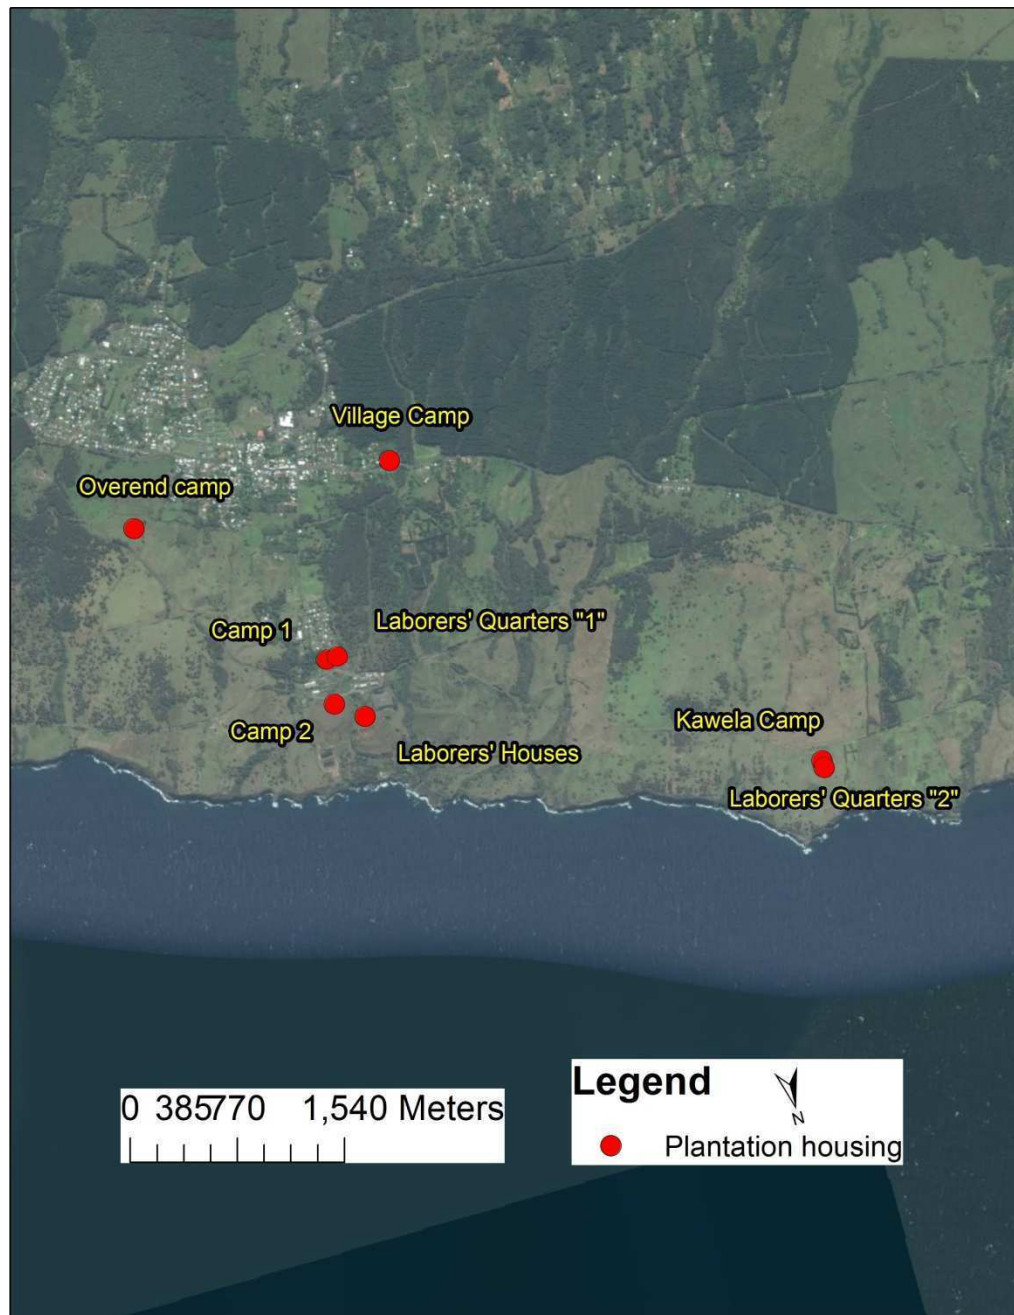 Village Camp
Overend camp
Camp 1
Laborers' Quarters "1"
Camp 2
Laborers' Houses
Kawela Camp
Laborers' Quarters "2"
0 385770 1,540 Meters
Legend
N
Plantation housing